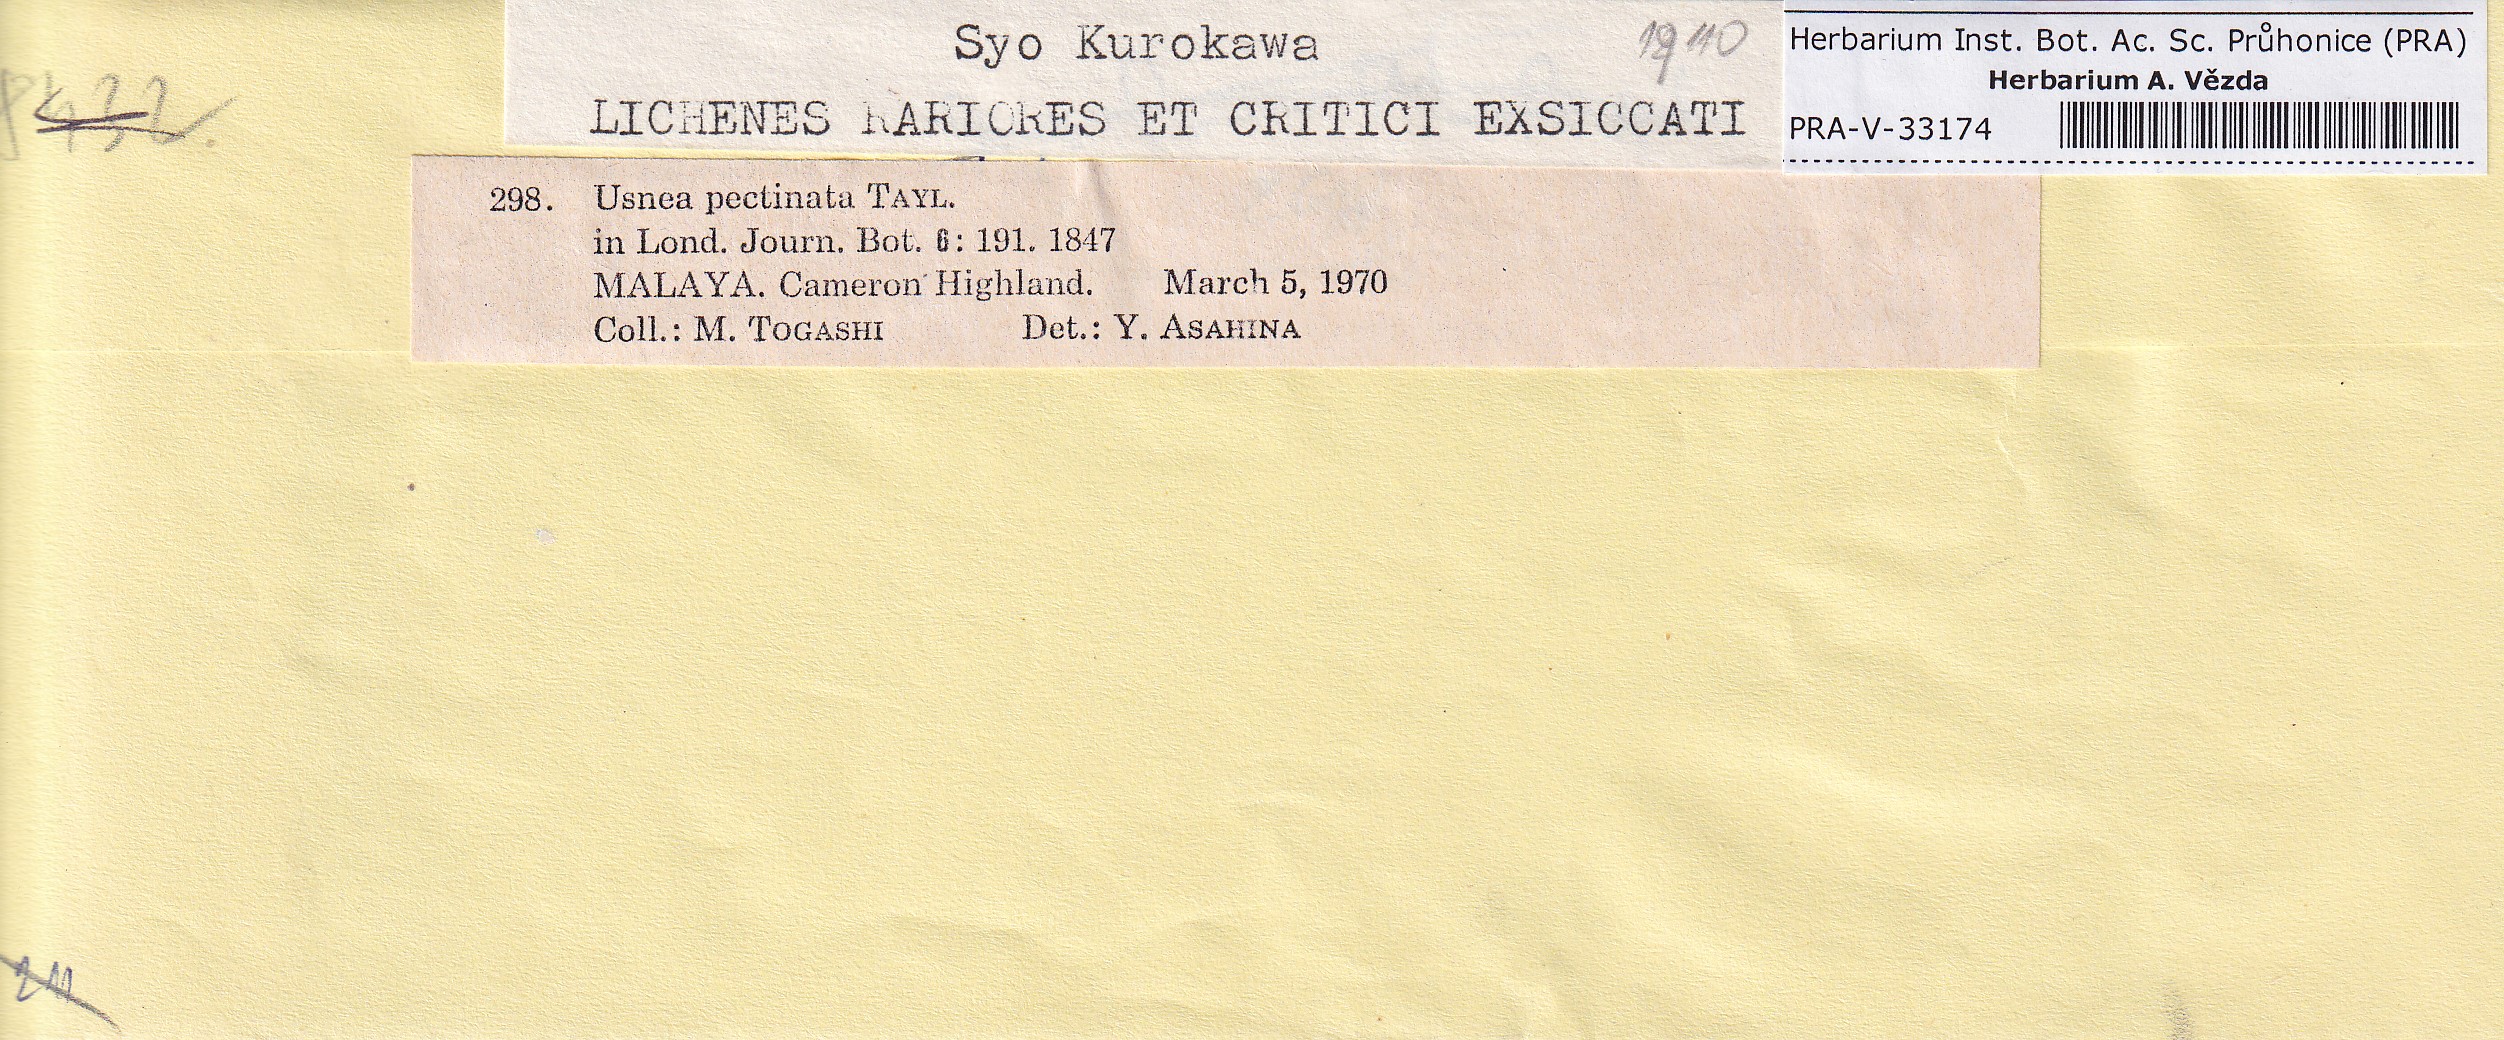 Syo Kurokawa
LICHENES RARIORES ET CRITICI EXSICCATI
Herbarium Inst. Bot. Ac. Sc. Průhonice (PRA)
Herbarium A. Vězda
PRA-V-33174
298. Usnea pectinata TAYL.
in Lond. Journ. Bot. 6: 191. 1847
MALAYA. Cameron Highland. March 5, 1970
Coll.: M. TOGASHI Det.: Y. ASAHINA